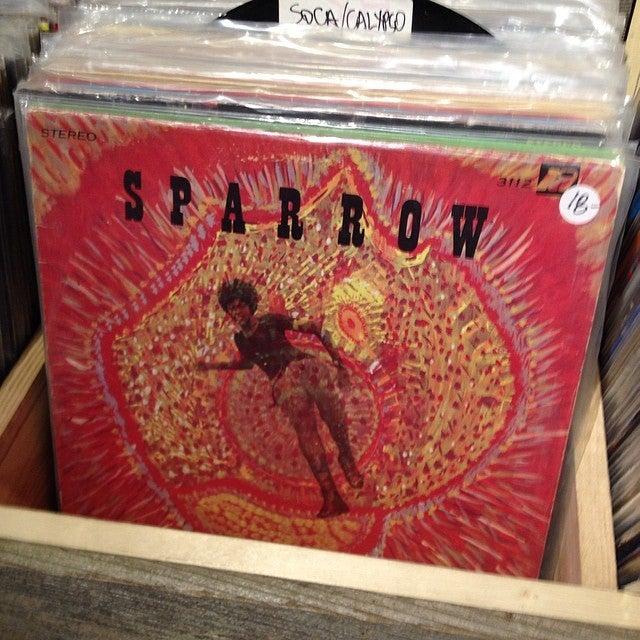 SOCA/CALYPSO
STEREO
3112
18-
SPARROW